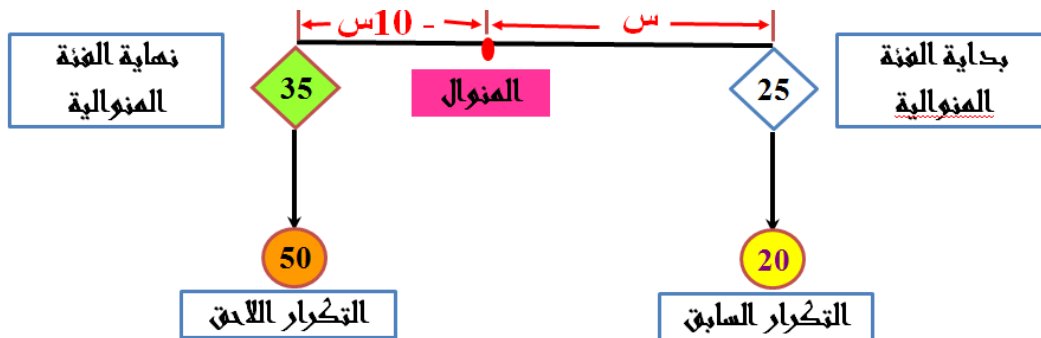 س
- 10س
بداية الفئة
المنوالية
25
المنوال
35
نهاية الفئة
المنوالية
20
50
التكرار السابق
التكرار اللاحق